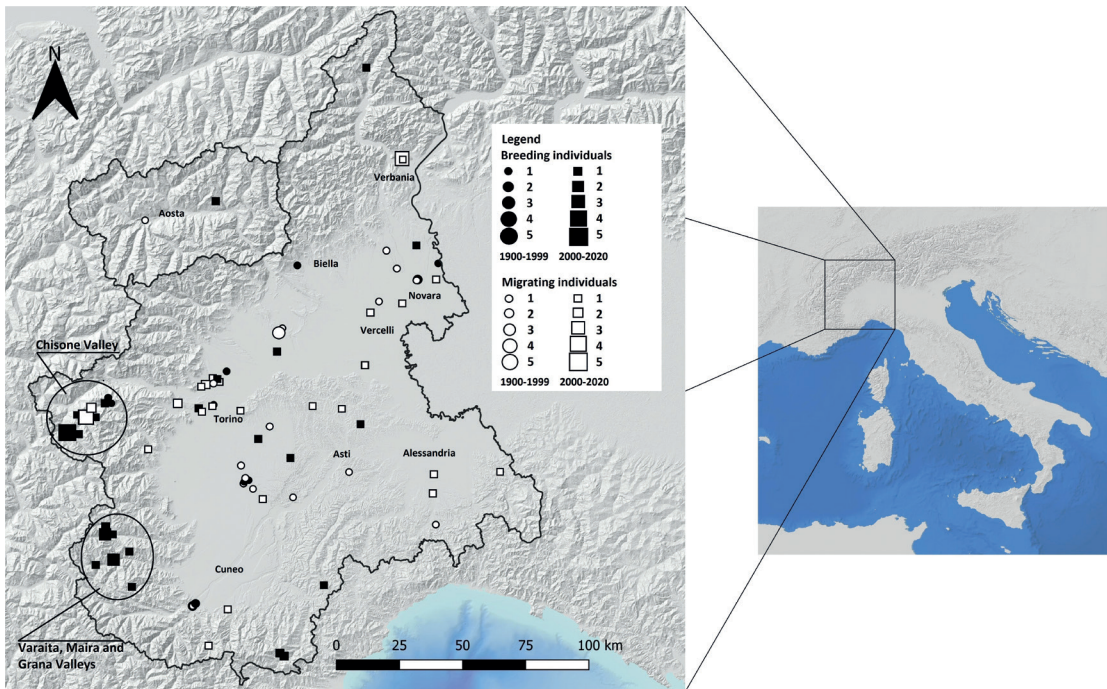 N
Legend
Breeding individuals
1 1
2 2
3 3
4 4
5 5
1900-1999 2000-2020
Migrating individuals
1 1
2 2
3 3
4 4
5 5
1900-1999 2000-2020
Verbania
Aosta
Biella
Novara
Vercelli
Chisone Valley
Torino
Asti
Alessandria
Cuneo
Varaita, Maira and
Grana Valleys
0 25 50 75 100 km